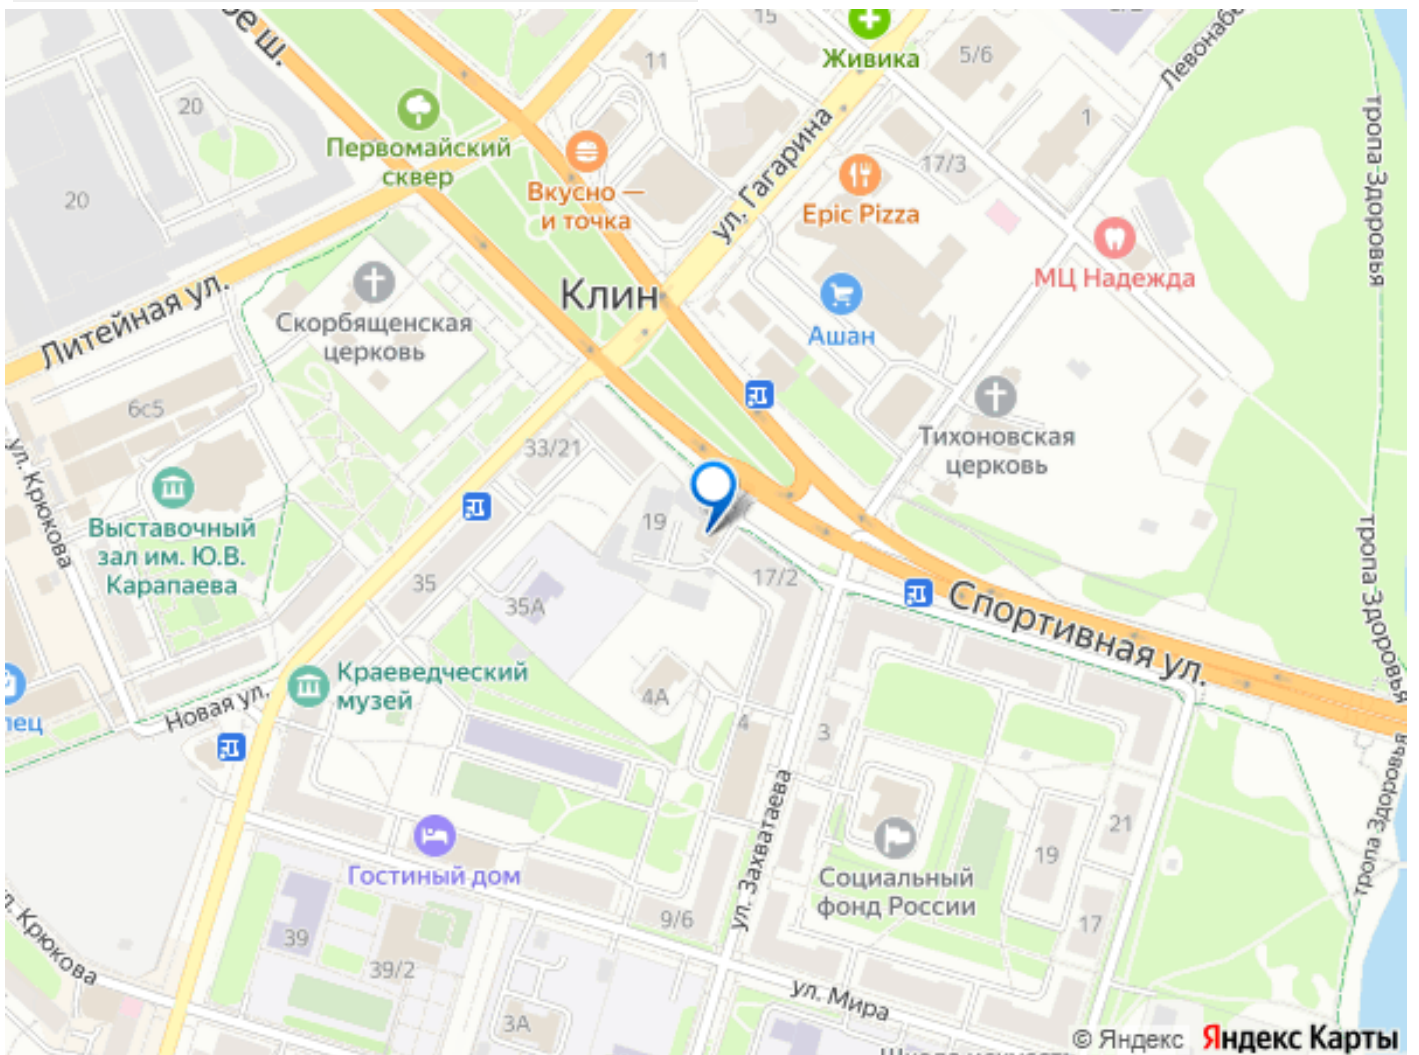 15
11
Живика
5/6
Левонабе
20
Первомайский
сквер
1
тропа Здоровья
20
Вкусно —
и точка
ул. Гагарина
17/3
Epic Pizza
МЦ Надежда
Клин
Литейная ул.
Скорбященская
церковь
Ашан
6с5
33/21
Тихоновская
церковь
ул. Крюкова
Выставочный
зал им. Ю.В.
Карапаева
19
17/2
35
35А
Спортивная ул.
тропа Здоровья
Краеведческий
музей
4А
Новая ул.
лец
4
3
ул. Захватаева
тропа Здоровья
21
19
Гостиный дом
Социальный
фонд России
9/6
17
39
39/2
л. Крюкова
ул. Мира
3А
© Яндекс Яндекс Карты